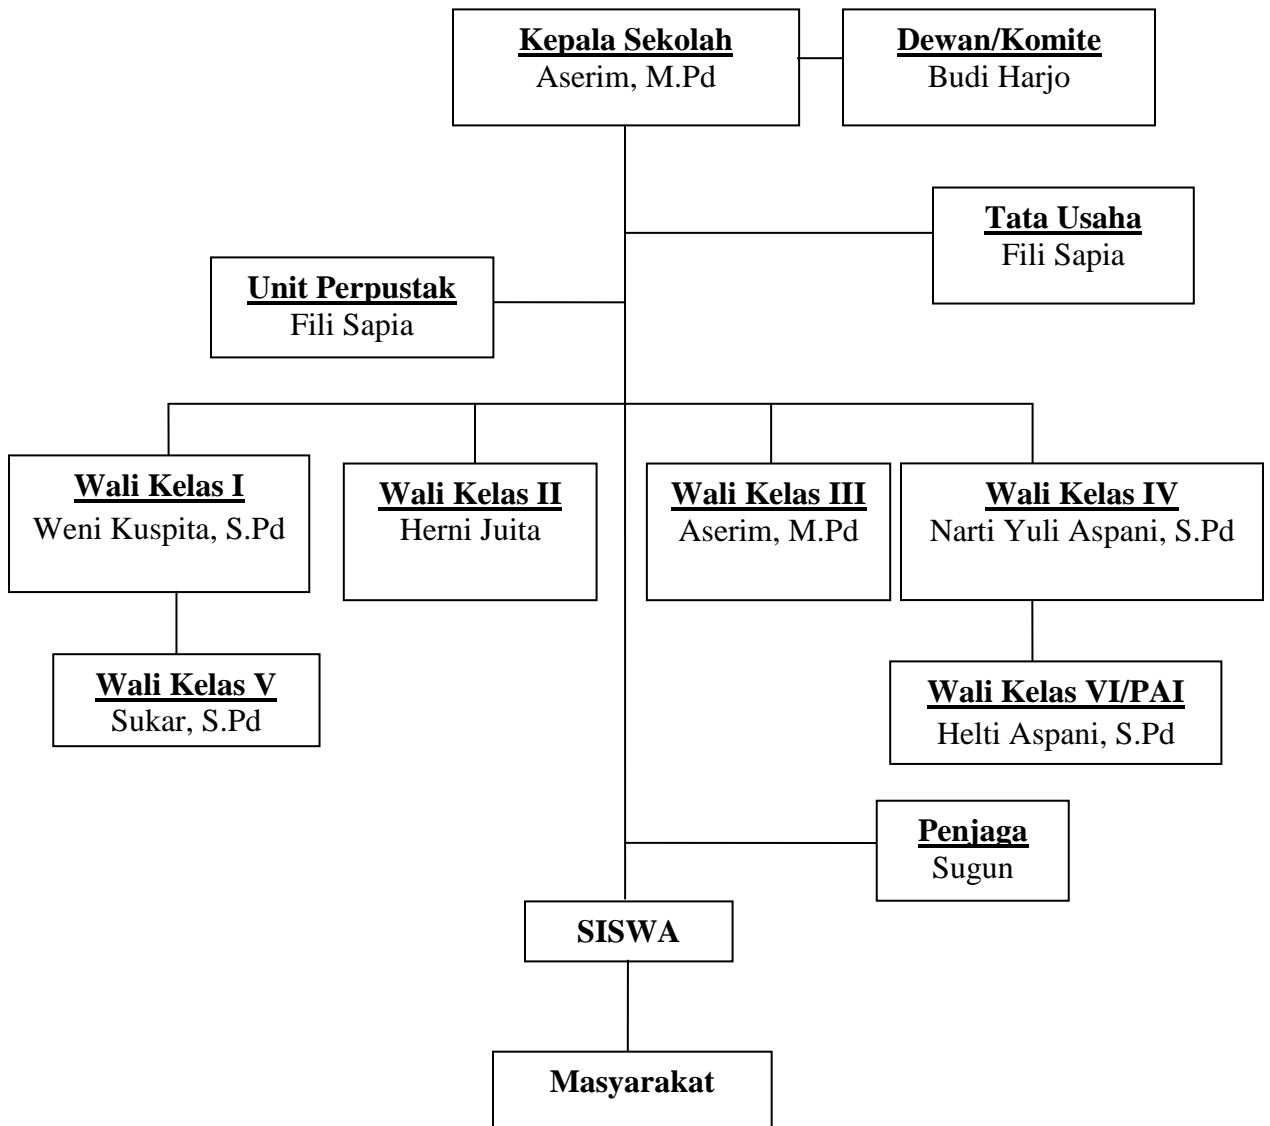 Kepala Sekolah
Aserim, M.Pd
Dewan/Komite
Budi Harjo
Tata Usaha
Fili Sapia
Unit Perpustak
Fili Sapia
Wali Kelas I
Weni Kuspita, S.Pd
Wali Kelas II
Herni Juita
Wali Kelas III
Aserim, M.Pd
Wali Kelas IV
Narti Yuli Aspani, S.Pd
Wali Kelas V
Sukar, S.Pd
Wali Kelas VI/PAI
Helti Aspani, S.Pd
Penjaga
Sugun
SISWA
Masyarakat